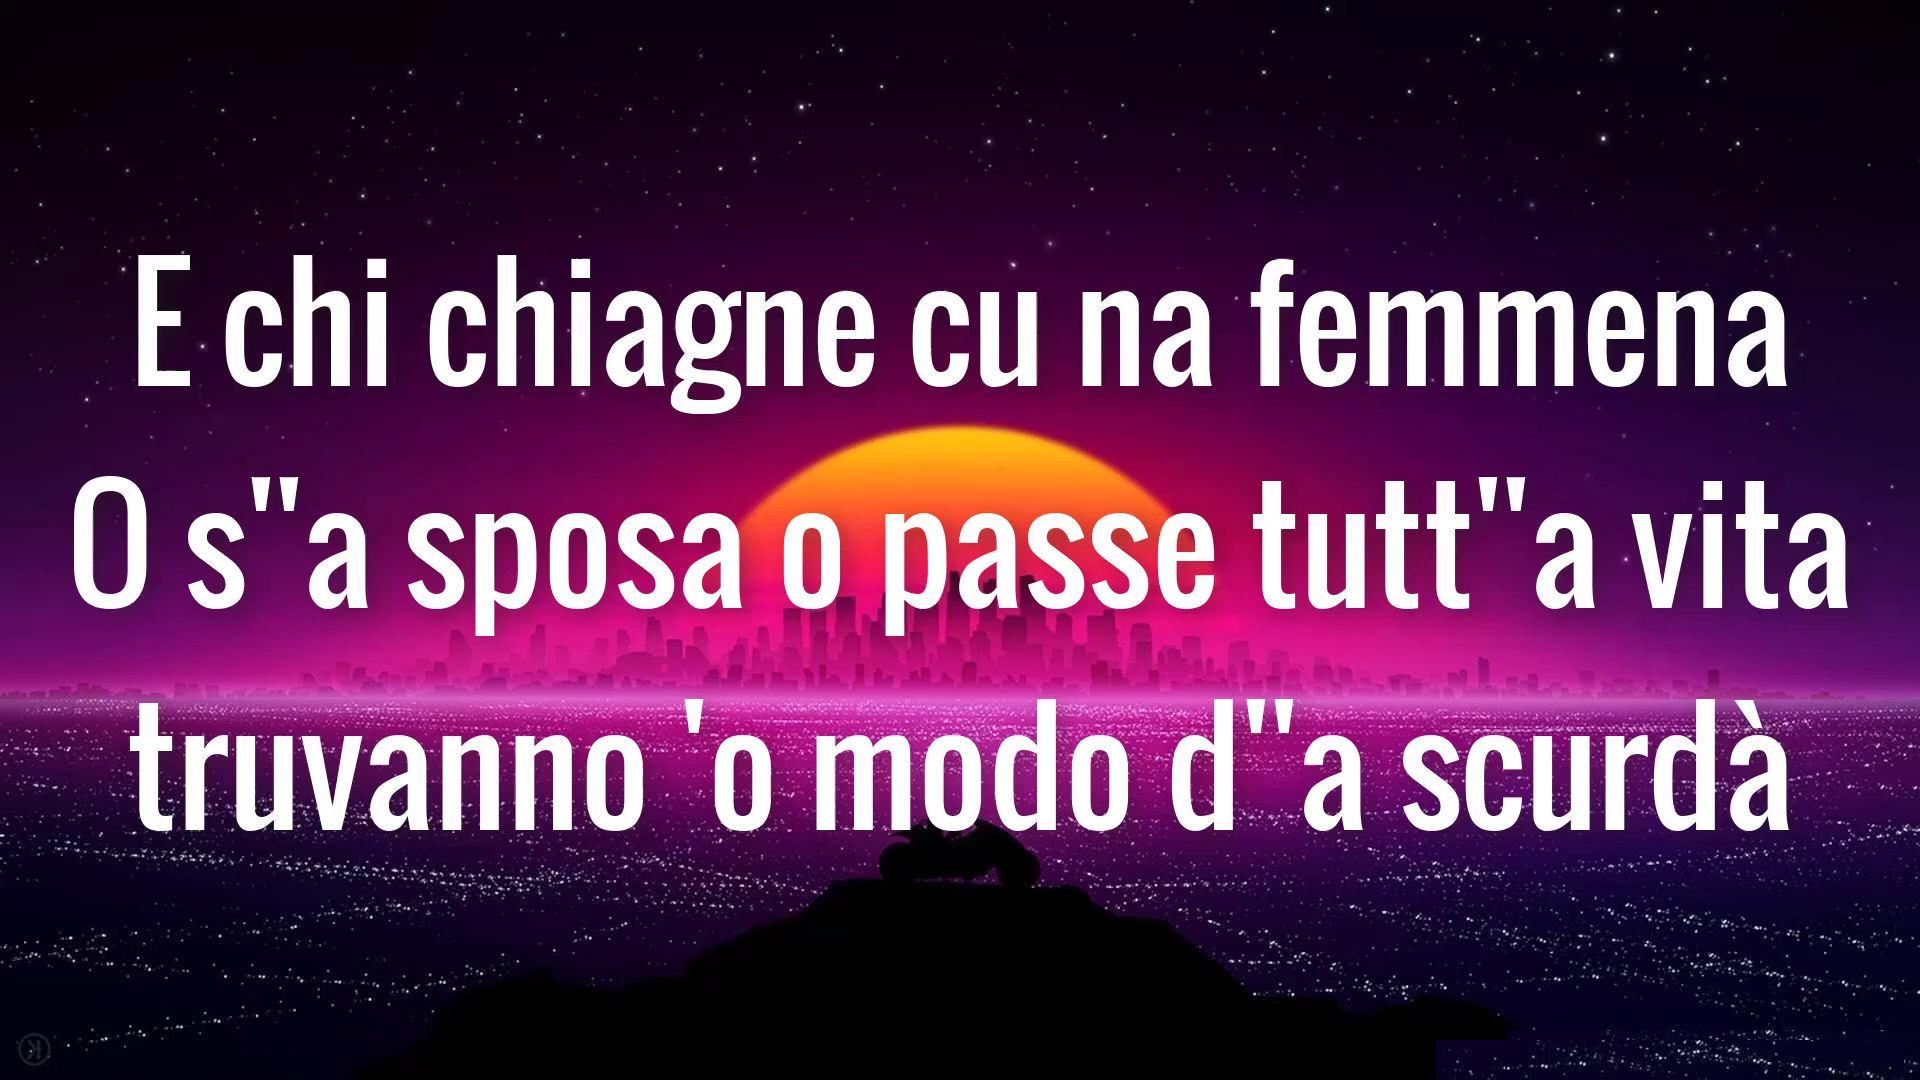 E chi chiagne cu na femmena
O s''a sposa o passe tutt''a vita
truvanno 'o modo d''a scurdà